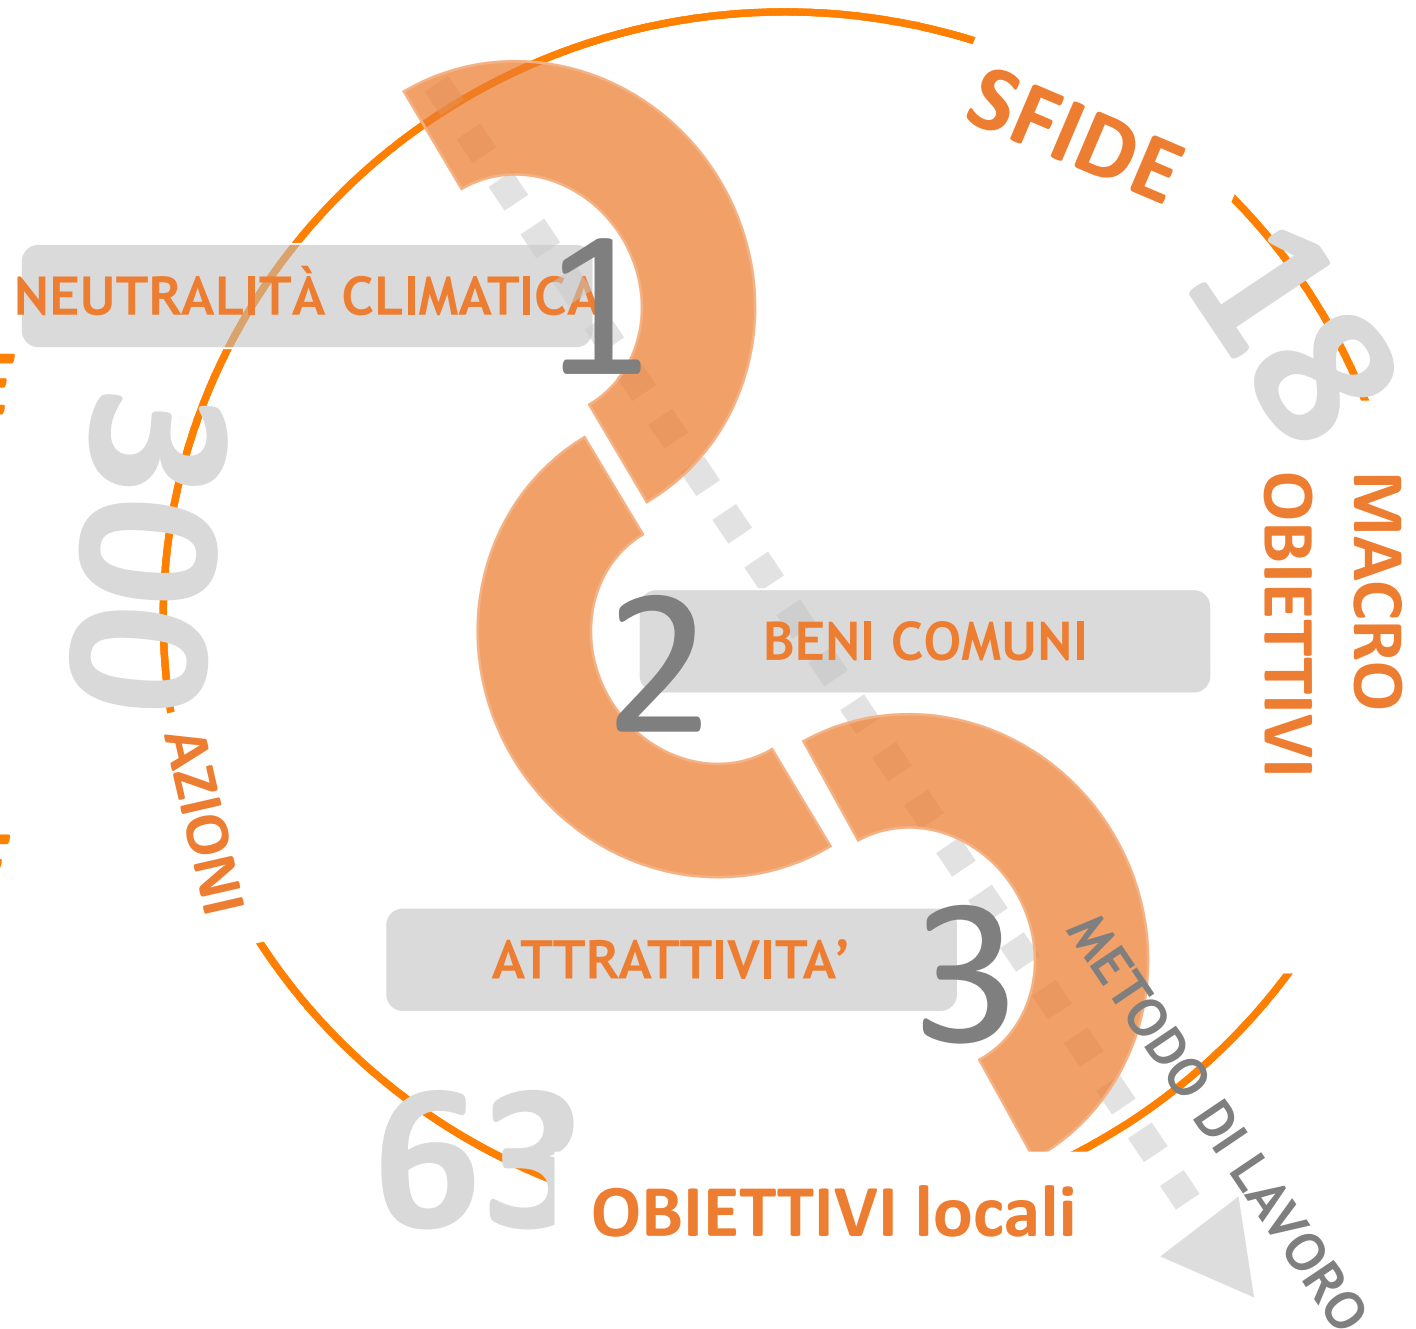 SFIDE
18
MACRO
OBIETTIVI
1
NEUTRALITÀ CLIMATICA
300
AZIONI
2
BENI COMUNI
3
ATTRATTIVITA’
METODO DI LAVORO
63
OBIETTIVI locali